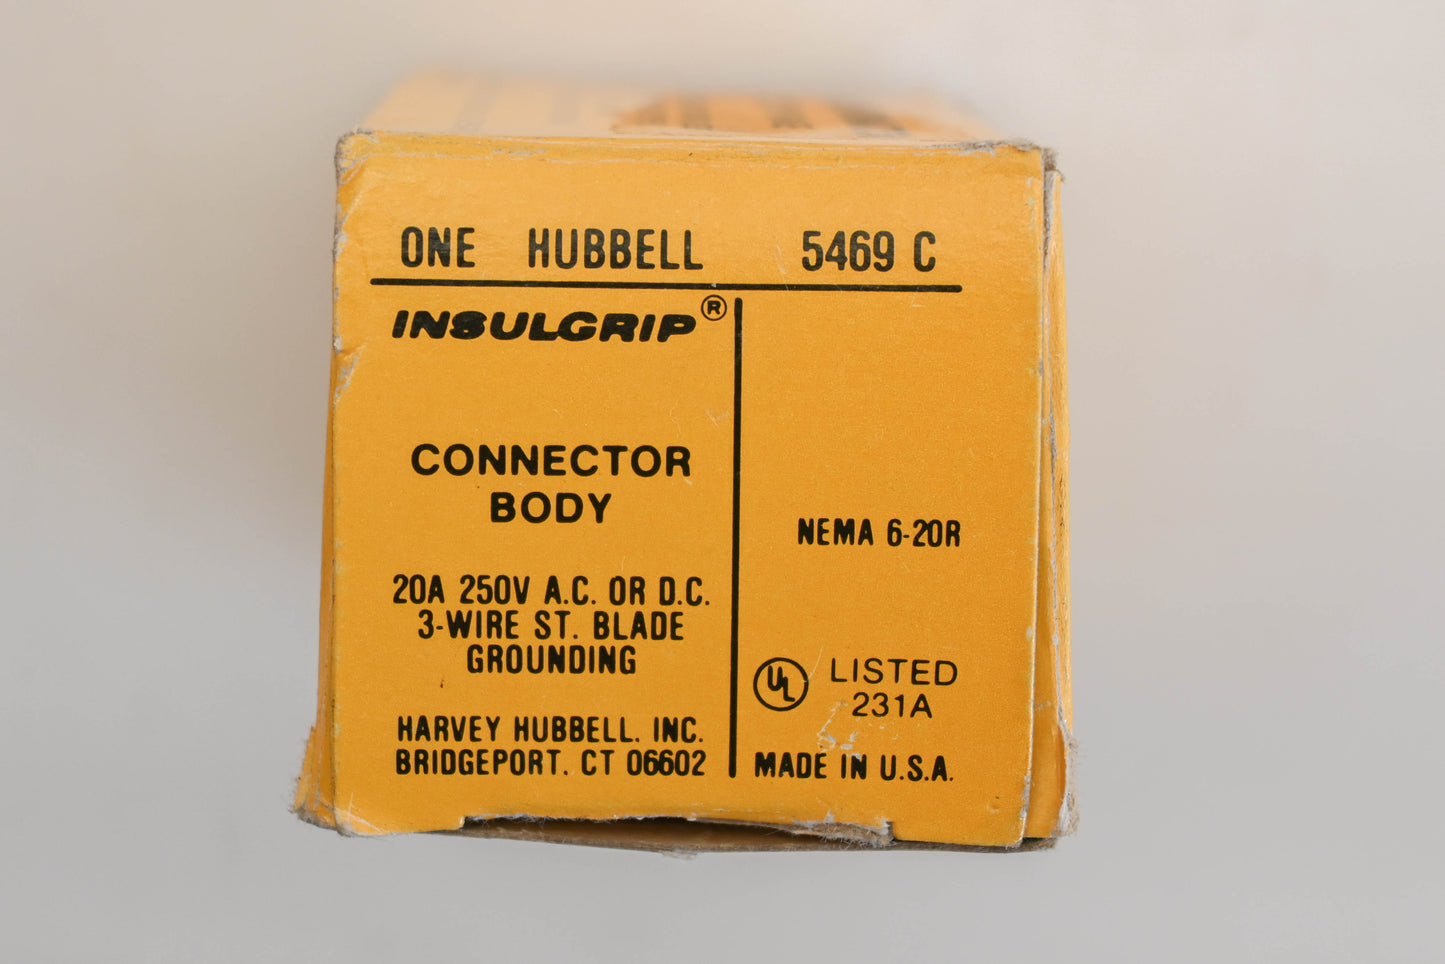 ONE HUBBELL 5469 C
INSULGRIP®
CONNECTOR
BODY
20A 250V A.C. OR D.C.
3-WIRE ST. BLADE
GROUNDING
HARVEY HUBBELL. INC.
BRIDGEPORT. CT 06602
NEMA 6-20R
UL LISTED
231A
MADE IN U.S.A.